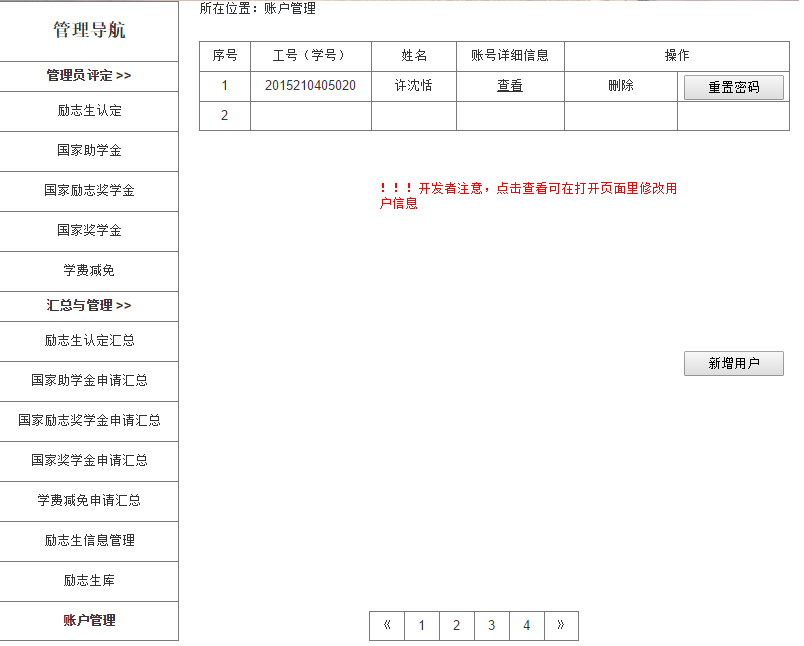 所在位置：账户管理
管理导航
管理员评定 >>
励志生认定
国家助学金
国家励志奖学金
国家奖学金
学费减免
汇总与管理 >>
励志生认定汇总
国家助学金申请汇总
国家励志奖学金申请汇总
国家奖学金申请汇总
学费减免申请汇总
励志生信息管理
励志生库
账户管理
序号 工号（学号） 姓名 账号详细信息 操作
1 2015210405020 许沈恬 查看 删除 重置密码
2
！！！开发者注意，点击查看可在打开页面里修改用
户信息
新增用户
《 1 2 3 4 》